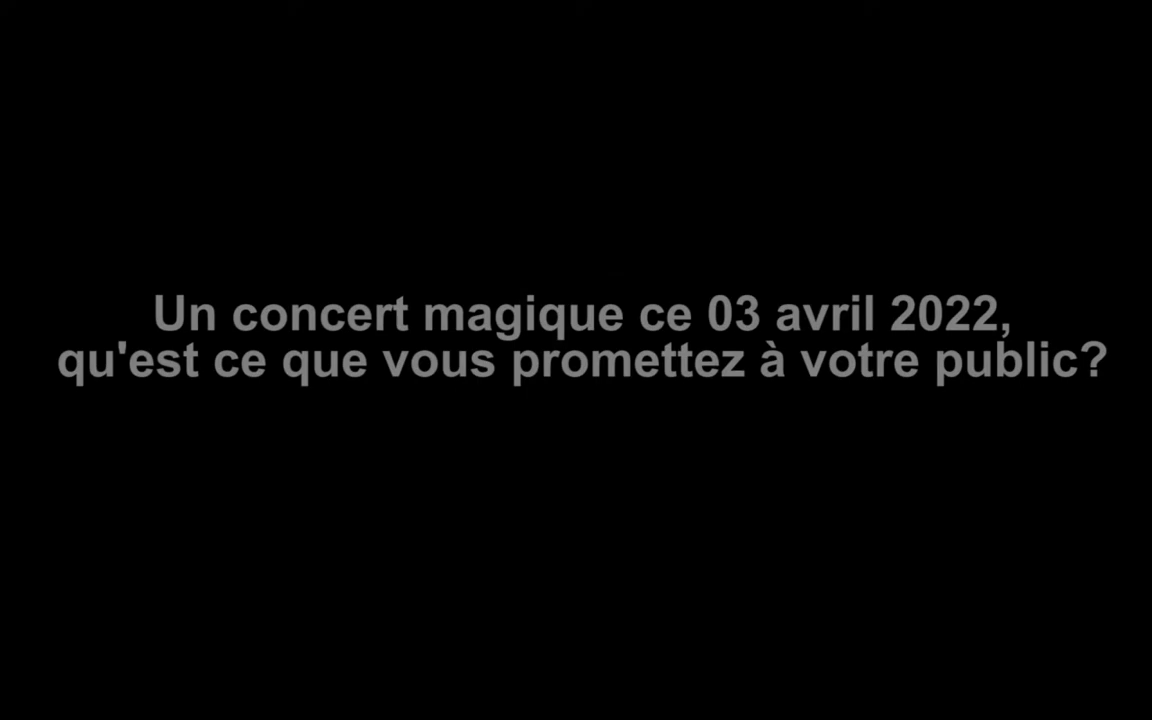 Un concert magique ce 03 avril 2022,
qu'est ce que vous promettez à votre public?